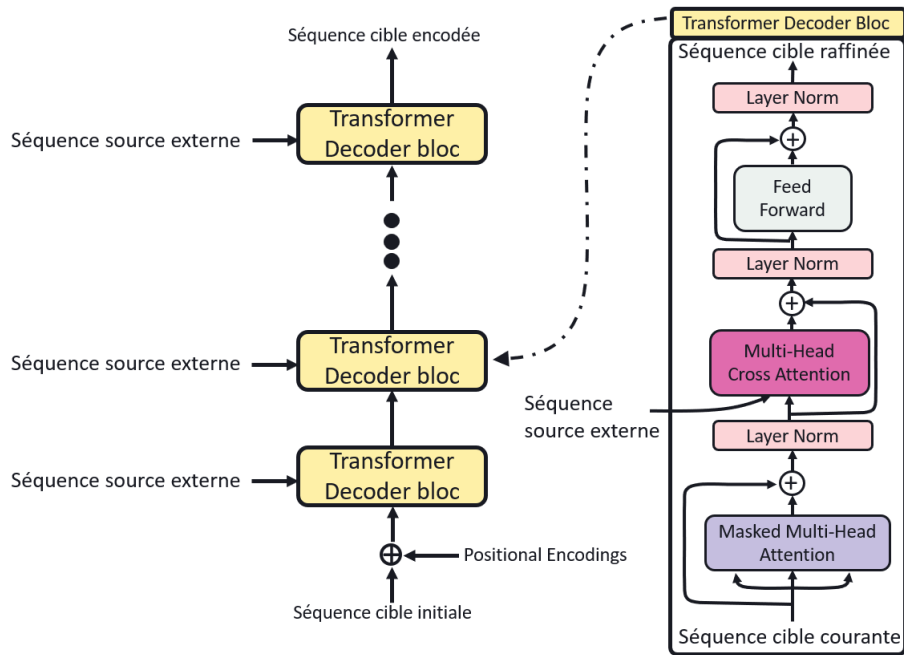 Séquence cible encodée
Transformer
Decoder bloc
Séquence source externe
Transformer
Decoder bloc
Séquence source externe
Transformer
Decoder bloc
Séquence source externe
Positional Encodings
Séquence cible initiale
Transformer Decoder Bloc
Séquence cible raffinée
Layer Norm
+
Feed
Forward
Layer Norm
+
Multi-Head
Cross Attention
Séquence
source externe
Layer Norm
+
Masked Multi-Head
Attention
Séquence cible courante